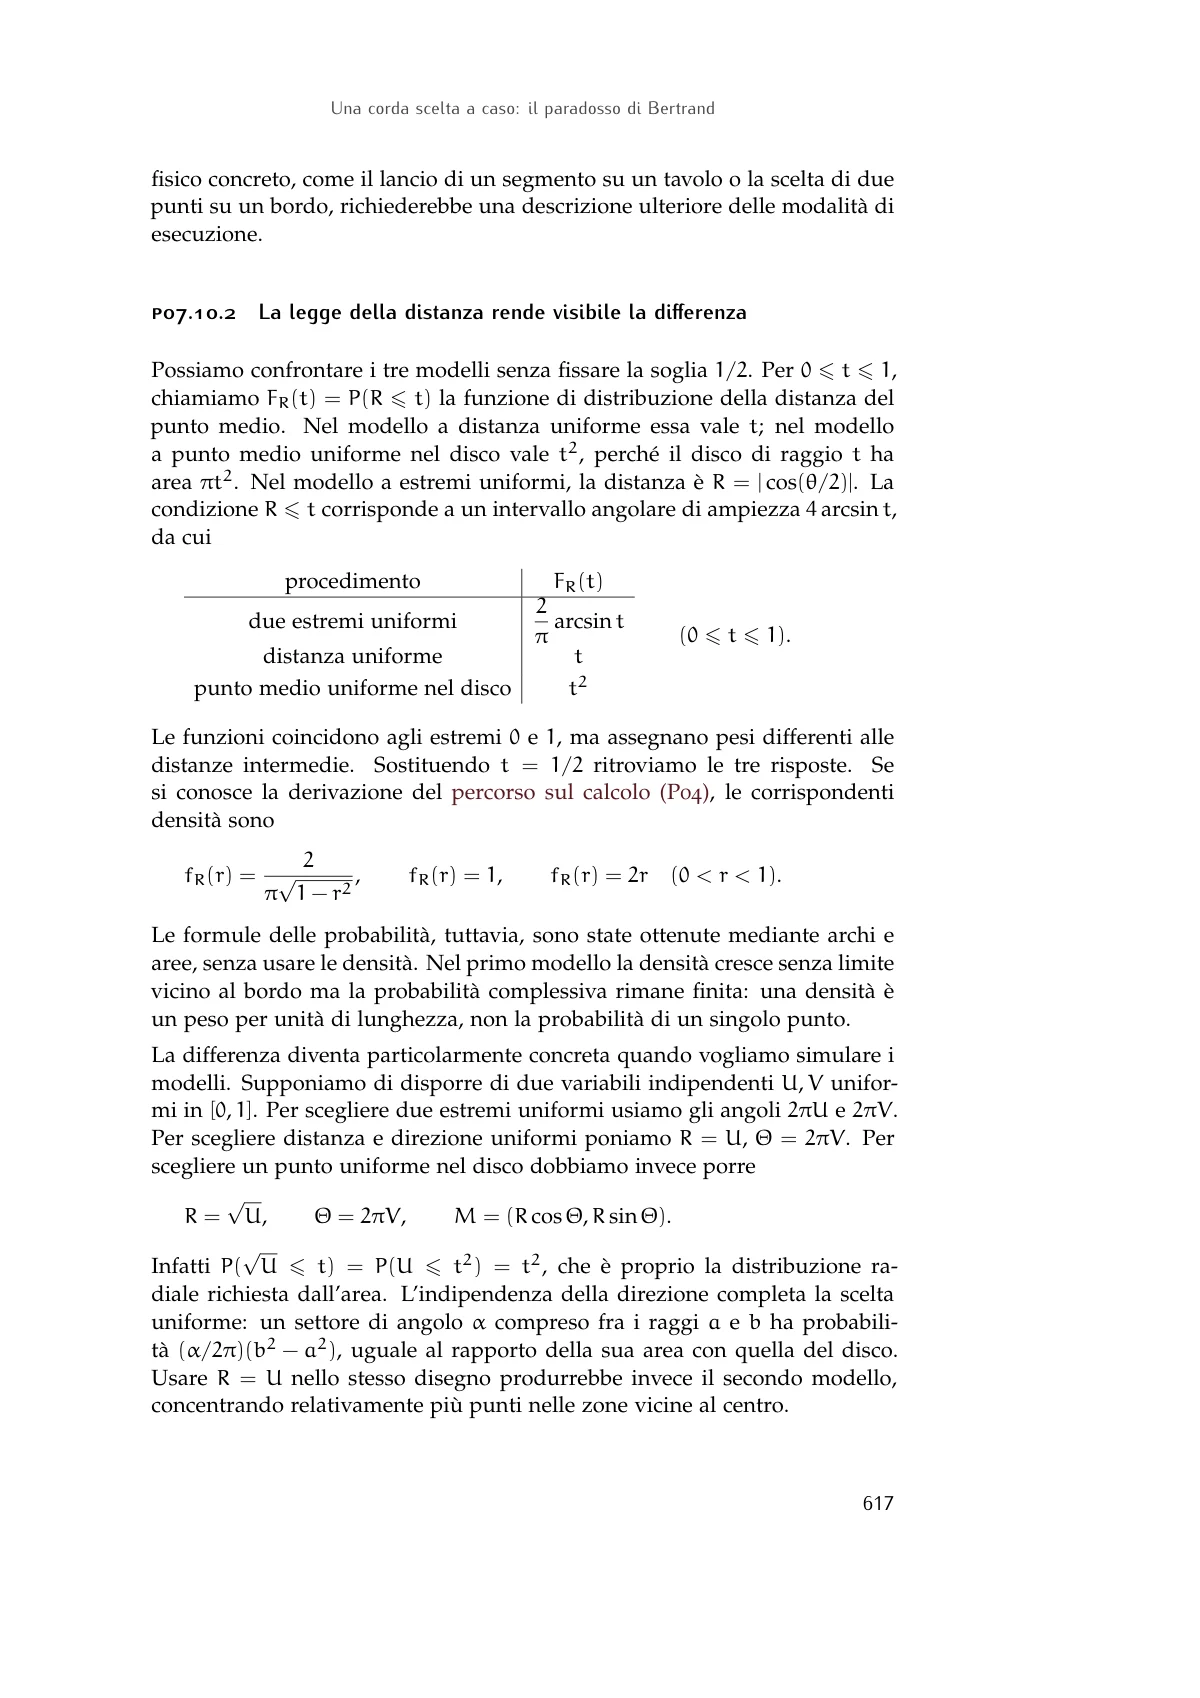 Una corda scelta a caso: il paradosso di Bertrand
fisico concreto, come il lancio di un segmento su un tavolo o la scelta di due
punti su un bordo, richiederebbe una descrizione ulteriore delle modalità di
esecuzione.
P07.10.2 La legge della distanza rende visibile la differenza
Possiamo confrontare i tre modelli senza fissare la soglia 1/2. Per 0 ⩽ t ⩽ 1,
chiamiamo F_R(t) = P(R ⩽ t) la funzione di distribuzione della distanza del
punto medio. Nel modello a distanza uniforme essa vale t; nel modello
a punto medio uniforme nel disco vale t², perché il disco di raggio t ha
area πt². Nel modello a estremi uniformi, la distanza è R = |cos(θ/2)|. La
condizione R ⩽ t corrisponde a un intervallo angolare di ampiezza 4 arcsin t,
da cui
procedimento F_R(t)
due estremi uniformi 2/π arcsin t
(0 ⩽ t ⩽ 1).
distanza uniforme t
punto medio uniforme nel disco t²
Le funzioni coincidono agli estremi 0 e 1, ma assegnano pesi differenti alle
distanze intermedie. Sostituendo t = 1/2 ritroviamo le tre risposte. Se
si conosce la derivazione del percorso sul calcolo (P04), le corrispondenti
densità sono
f_R(r) = 2/(π√(1 − r²)), f_R(r) = 1, f_R(r) = 2r (0 < r < 1).
Le formule delle probabilità, tuttavia, sono state ottenute mediante archi e
aree, senza usare le densità. Nel primo modello la densità cresce senza limite
vicino al bordo ma la probabilità complessiva rimane finita: una densità è
un peso per unità di lunghezza, non la probabilità di un singolo punto.
La differenza diventa particolarmente concreta quando vogliamo simulare i
modelli. Supponiamo di disporre di due variabili indipendenti U, V unifor-
mi in [0, 1]. Per scegliere due estremi uniformi usiamo gli angoli 2πU e 2πV.
Per scegliere distanza e direzione uniformi poniamo R = U, Θ = 2πV. Per
scegliere un punto uniforme nel disco dobbiamo invece porre
R = √U, Θ = 2πV, M = (R cos Θ, R sin Θ).
Infatti P(√U ⩽ t) = P(U ⩽ t²) = t², che è proprio la distribuzione ra-
diale richiesta dall'area. L'indipendenza della direzione completa la scelta
uniforme: un settore di angolo α compreso fra i raggi a e b ha probabili-
tà (α/2π)(b² − a²), uguale al rapporto della sua area con quella del disco.
Usare R = U nello stesso disegno produrrebbe invece il secondo modello,
concentrando relativamente più punti nelle zone vicine al centro.
617